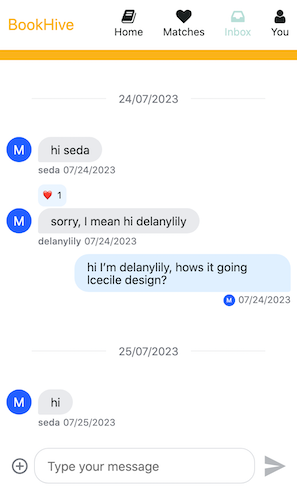 BookHive
Home Matches Inbox You
24/07/2023
M hi seda
seda 07/24/2023
❤️ 1
M sorry, I mean hi delanylily
delanylily 07/24/2023
hi I'm delanylily, hows it going
Icecile design?
M 07/24/2023
25/07/2023
M hi
seda 07/25/2023
Type your message